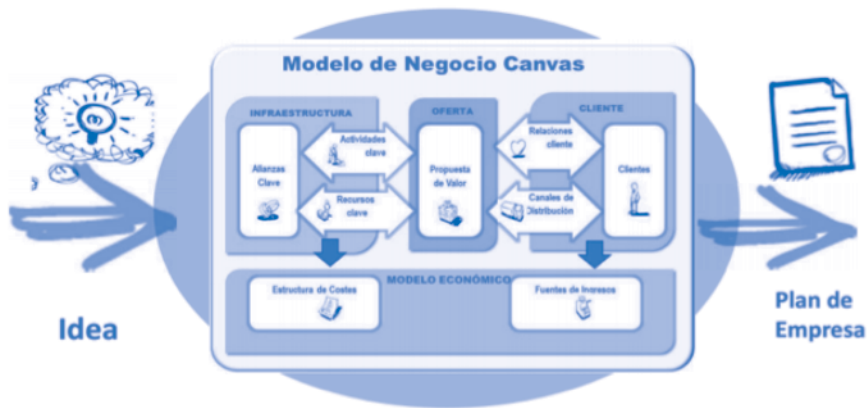 Modelo de Negocio Canvas
INFRAESTRUCTURA
OFERTA
CLIENTE
Alianzas
Clave
Actividades
clave
Recursos
clave
Propuesta
de Valor
Relaciones
cliente
Canales de
Distribución
Clientes
MODELO ECONÓMICO
Estructura de Costes
Fuentes de Ingresos
Idea
Plan de
Empresa